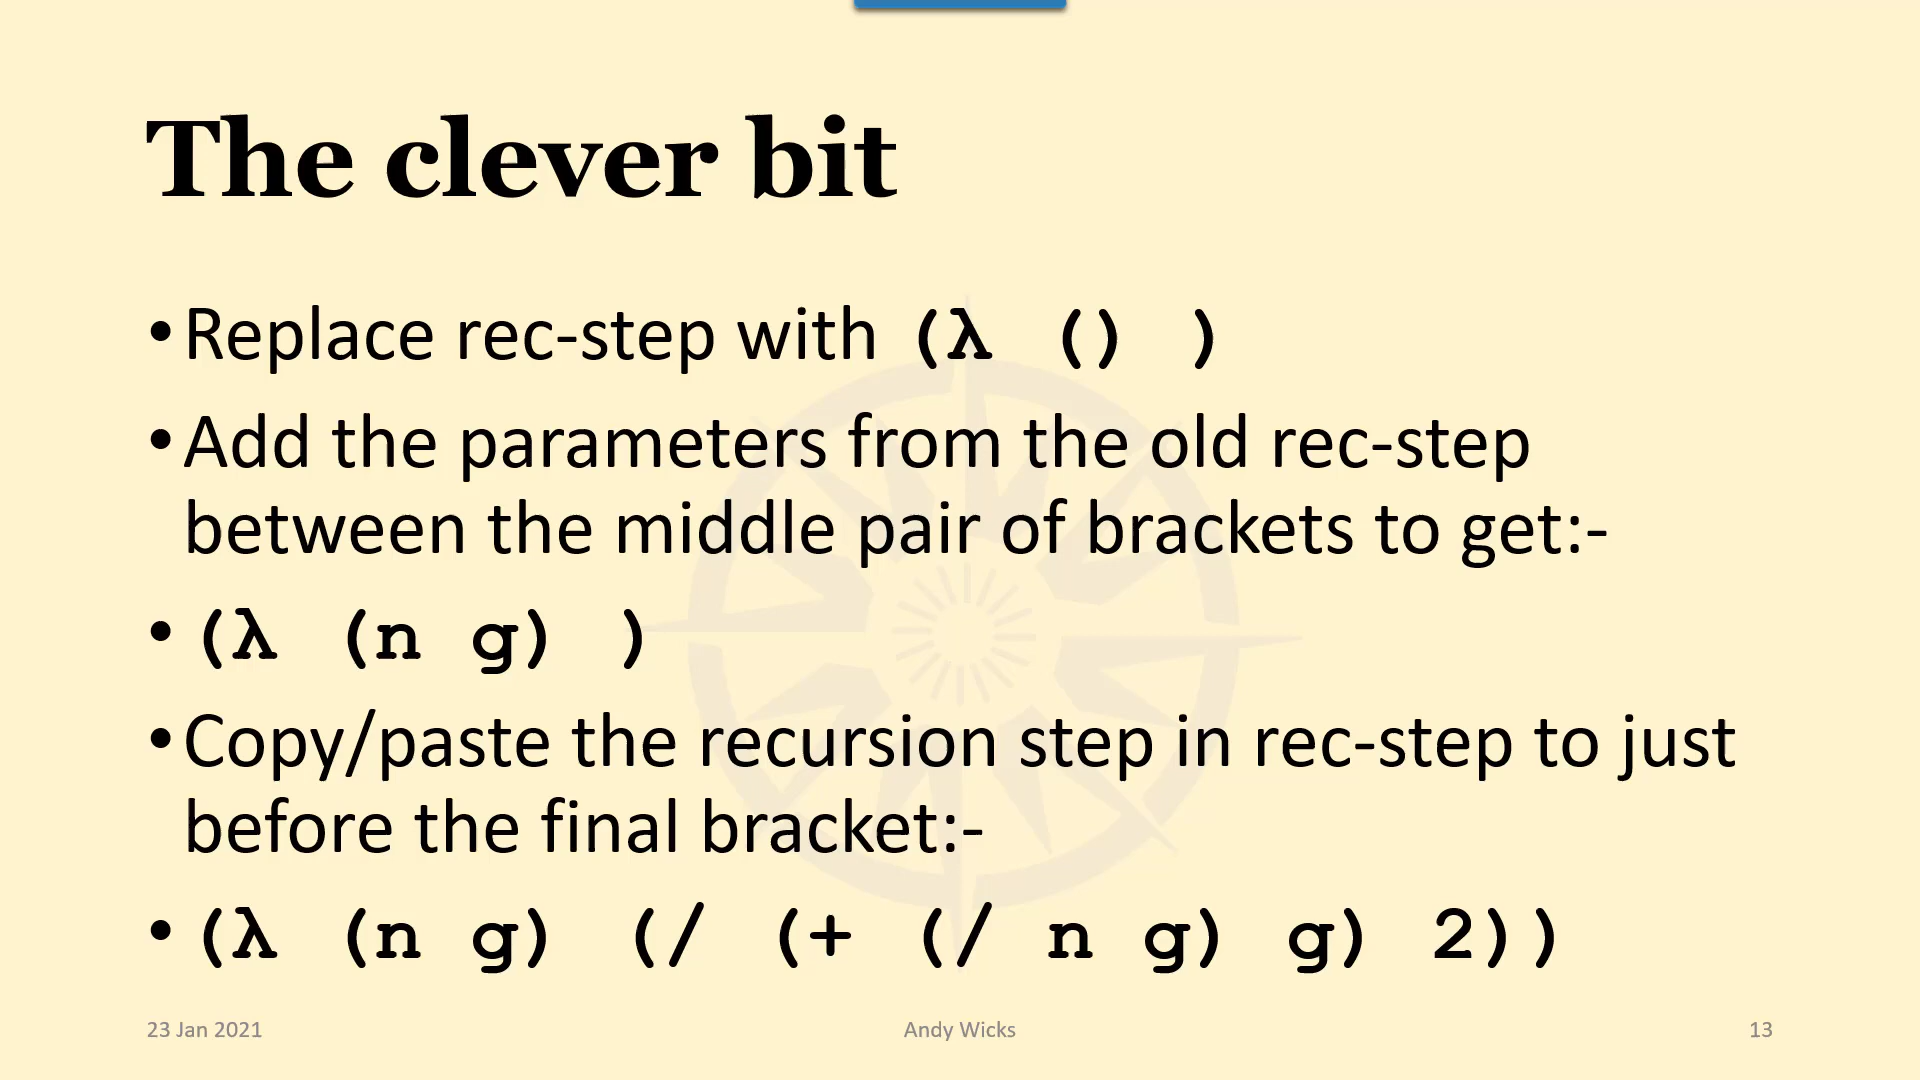 The clever bit
•Replace rec-step with (λ () )
•Add the parameters from the old rec-step
between the middle pair of brackets to get:-
•(λ (n g) )
•Copy/paste the recursion step in rec-step to just
before the final bracket:-
•(λ (n g) (/ (+ (/ n g) g) 2))
23 Jan 2021 Andy Wicks 13